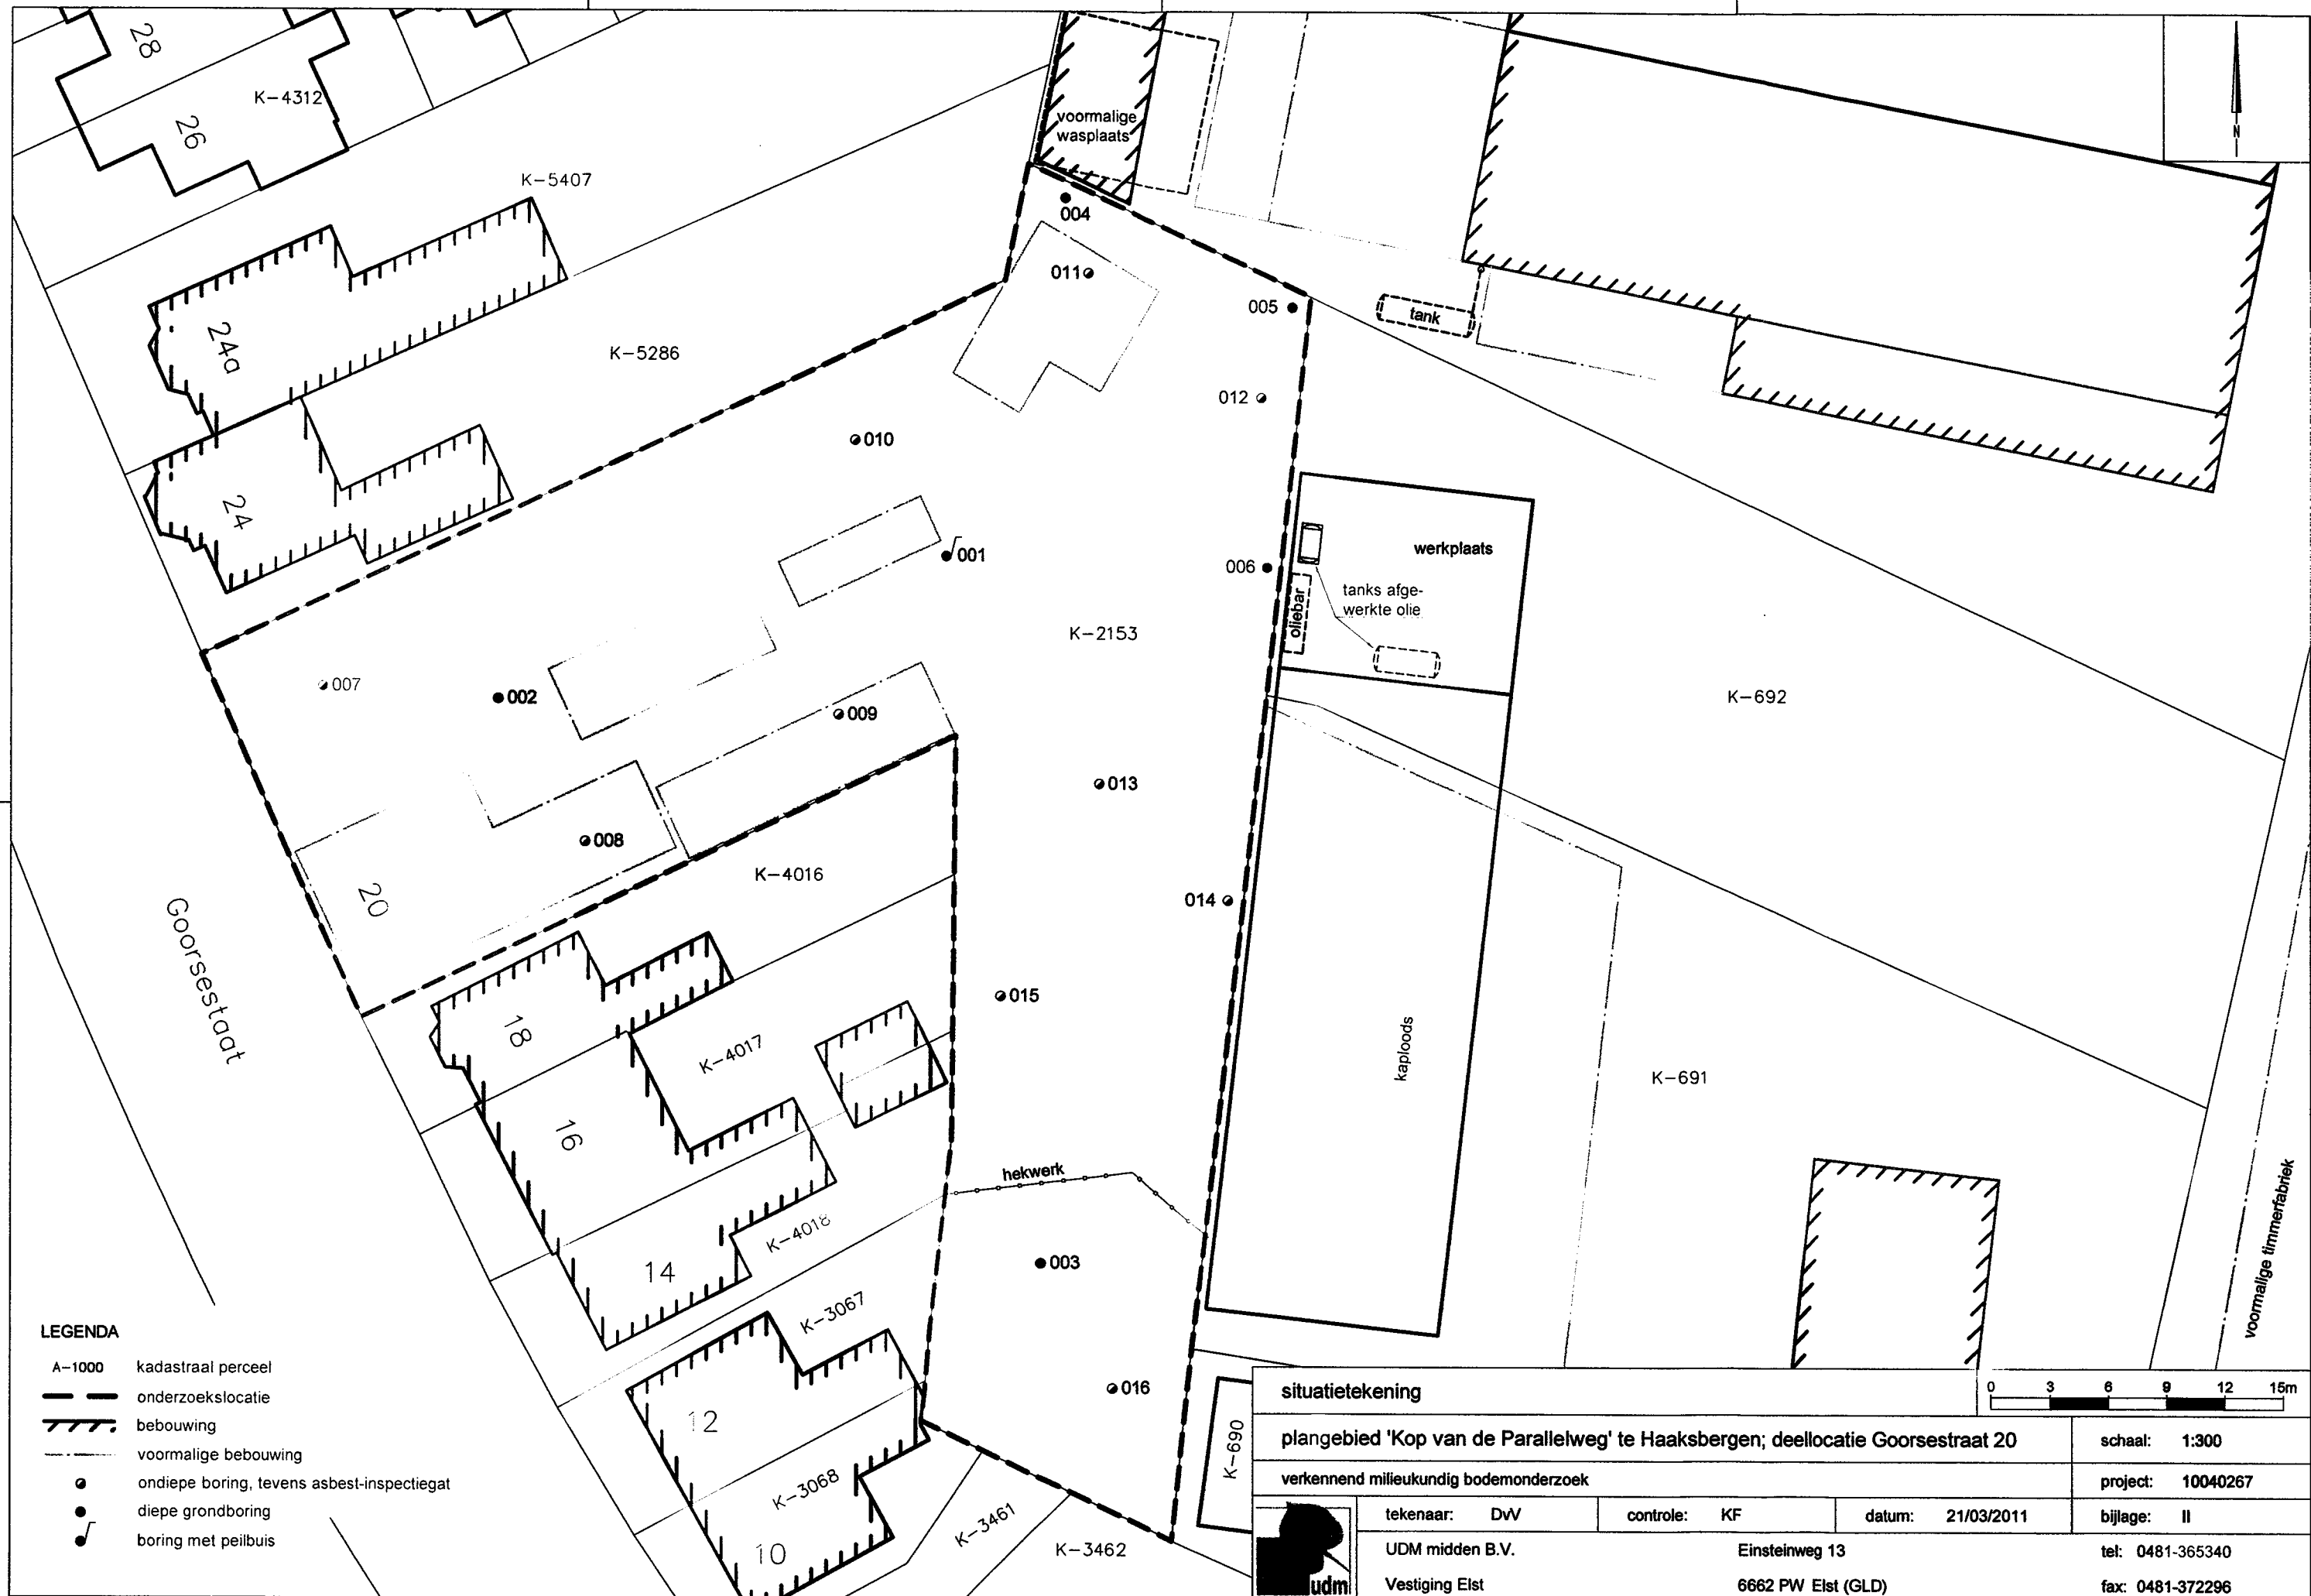 28
K-4312
26
K-5407
voormalige
wasplaats
N
004
011
005
tank
24a
K-5286
012
010
24
001
werkplaats
006
tanks afge-
werkte olie
oliebar
K-2153
007
002
009
K-692
013
008
20
K-4016
014
Goorsestaat
015
18
K-4017
kaploods
K-691
16
hekwerk
K-4018
14
003
voormalige timmerfabriek
K-3067
12
016
K-690
K-3068
10
K-3461
K-3462
LEGENDA
A-1000 kadastraal perceel
onderzoekslocatie
bebouwing
voormalige bebouwing
ondiepe boring, tevens asbest-inspectiegat
diepe grondboring
boring met peilbuis
situatietekening
0 3 6 9 12 15m
plangebied 'Kop van de Parallelweg' te Haaksbergen; deellocatie Goorsestraat 20
schaal: 1:300
verkennend milieukundig bodemonderzoek
project: 10040267
tekenaar: DvV controle: KF datum: 21/03/2011
bijlage: II
udm
UDM midden B.V. Einsteinweg 13 tel: 0481-365340
Vestiging Elst 6662 PW Elst (GLD) fax: 0481-372296